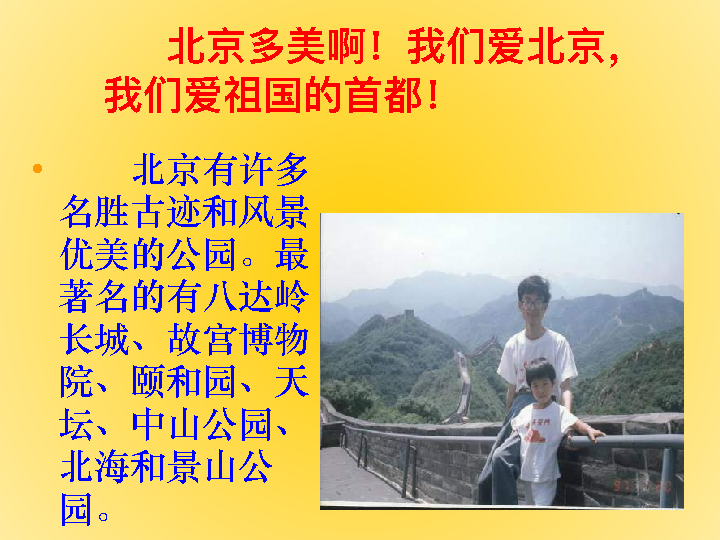 北京多美啊！我们爱北京，
我们爱祖国的首都！
北京有许多
名胜古迹和风景
优美的公园。最
著名的有八达岭
长城、故宫博物
院、颐和园、天
坛、中山公园、
北海和景山公
园。